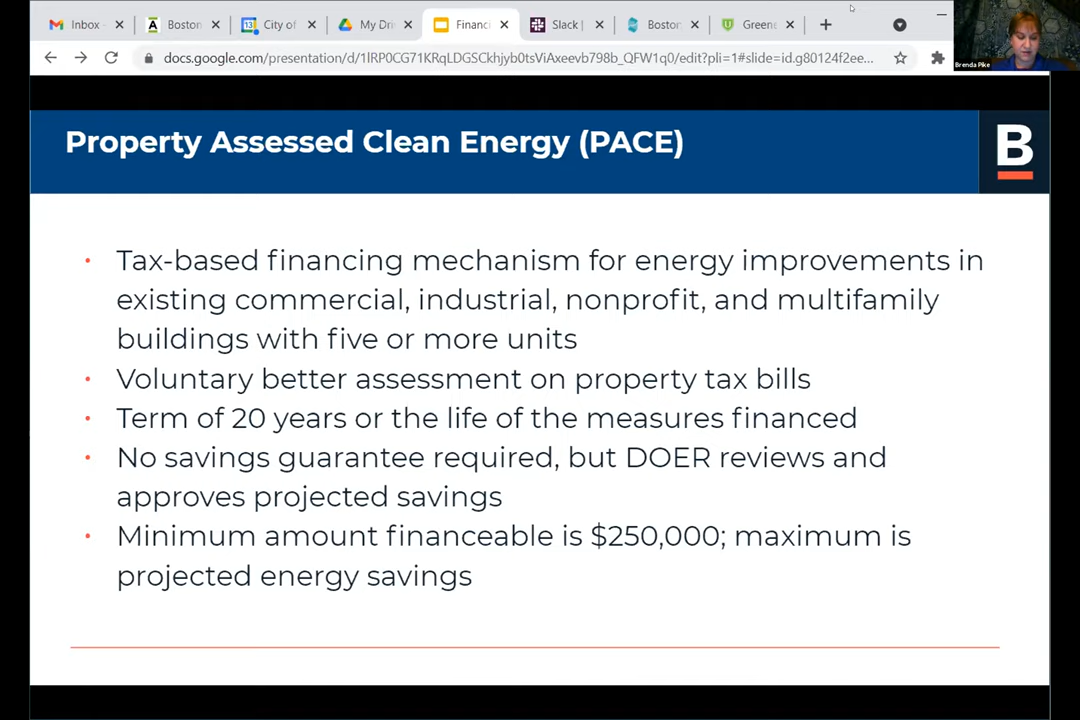 Inbox
Boston
13
City of
My Dri
Financi
Slack |
Boston
Greene
docs.google.com/presentation/d/1lRP0CG71KRqLDGSCkhjyb0tsViAxeevb798b_QFW1q0/edit?pli=1#slide=id.g80124f2ee...
Brenda Pike
Property Assessed Clean Energy (PACE)
B
• Tax-based financing mechanism for energy improvements in
existing commercial, industrial, nonprofit, and multifamily
buildings with five or more units
• Voluntary better assessment on property tax bills
• Term of 20 years or the life of the measures financed
• No savings guarantee required, but DOER reviews and
approves projected savings
• Minimum amount financeable is $250,000; maximum is
projected energy savings